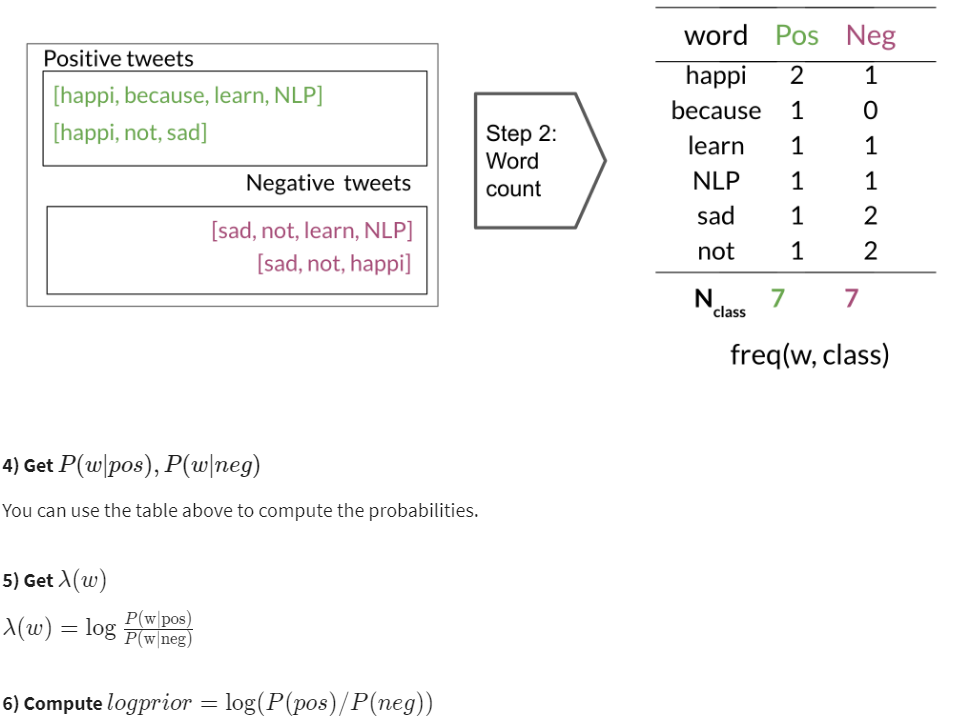 Positive tweets
[happi, because, learn, NLP]
[happi, not, sad]
Negative tweets
[sad, not, learn, NLP]
[sad, not, happi]
Step 2:
Word
count
word Pos Neg
happi 2 1
because 1 0
learn 1 1
NLP 1 1
sad 1 2
not 1 2
N_class 7 7
freq(w, class)
4) Get P(w|pos), P(w|neg)
You can use the table above to compute the probabilities.
5) Get λ(w)
λ(w) = log P(w|pos)/P(w|neg)
6) Compute logprior = log(P(pos)/P(neg))